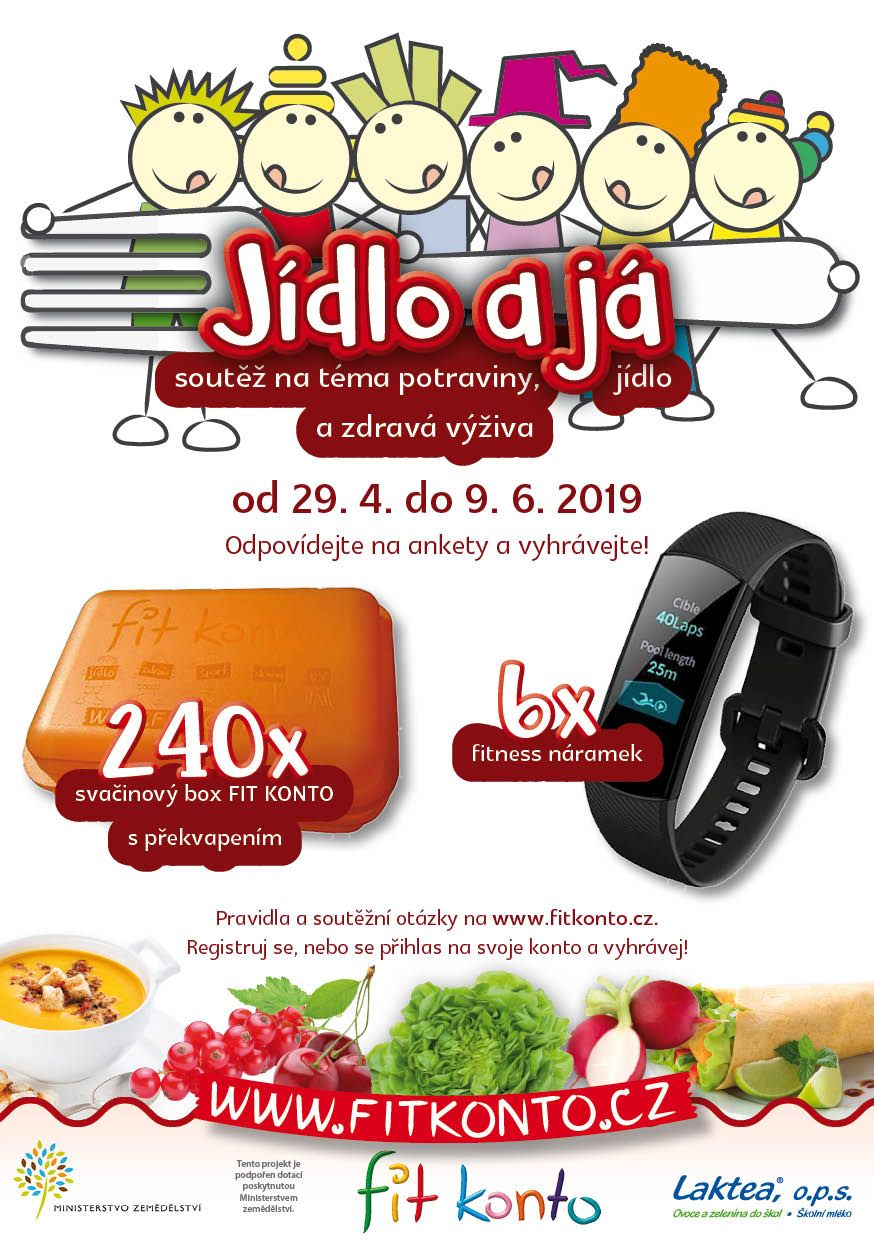 Jídlo a já
soutěž na téma potraviny, jídlo
a zdravá výživa
od 29. 4. do 9. 6. 2019
Odpovídejte na ankety a vyhrávejte!
fit konto
jídlo zdraví sport
240x
svačinový box FIT KONTO
s překvapením
Cible
40Laps
Pool length
25m
6x
fitness náramek
Pravidla a soutěžní otázky na www.fitkonto.cz.
Registruj se, nebo se přihlas na svoje konto a vyhrávej!
WWW.FITKONTO.CZ
MINISTERSTVO ZEMĚDĚLSTVÍ
Tento projekt je
podpořen dotací
poskytnutou
Ministerstvem
zemědělství.
fit konto
Laktea®, o.p.s.
Ovoce a zelenina do škol • Školní mléko